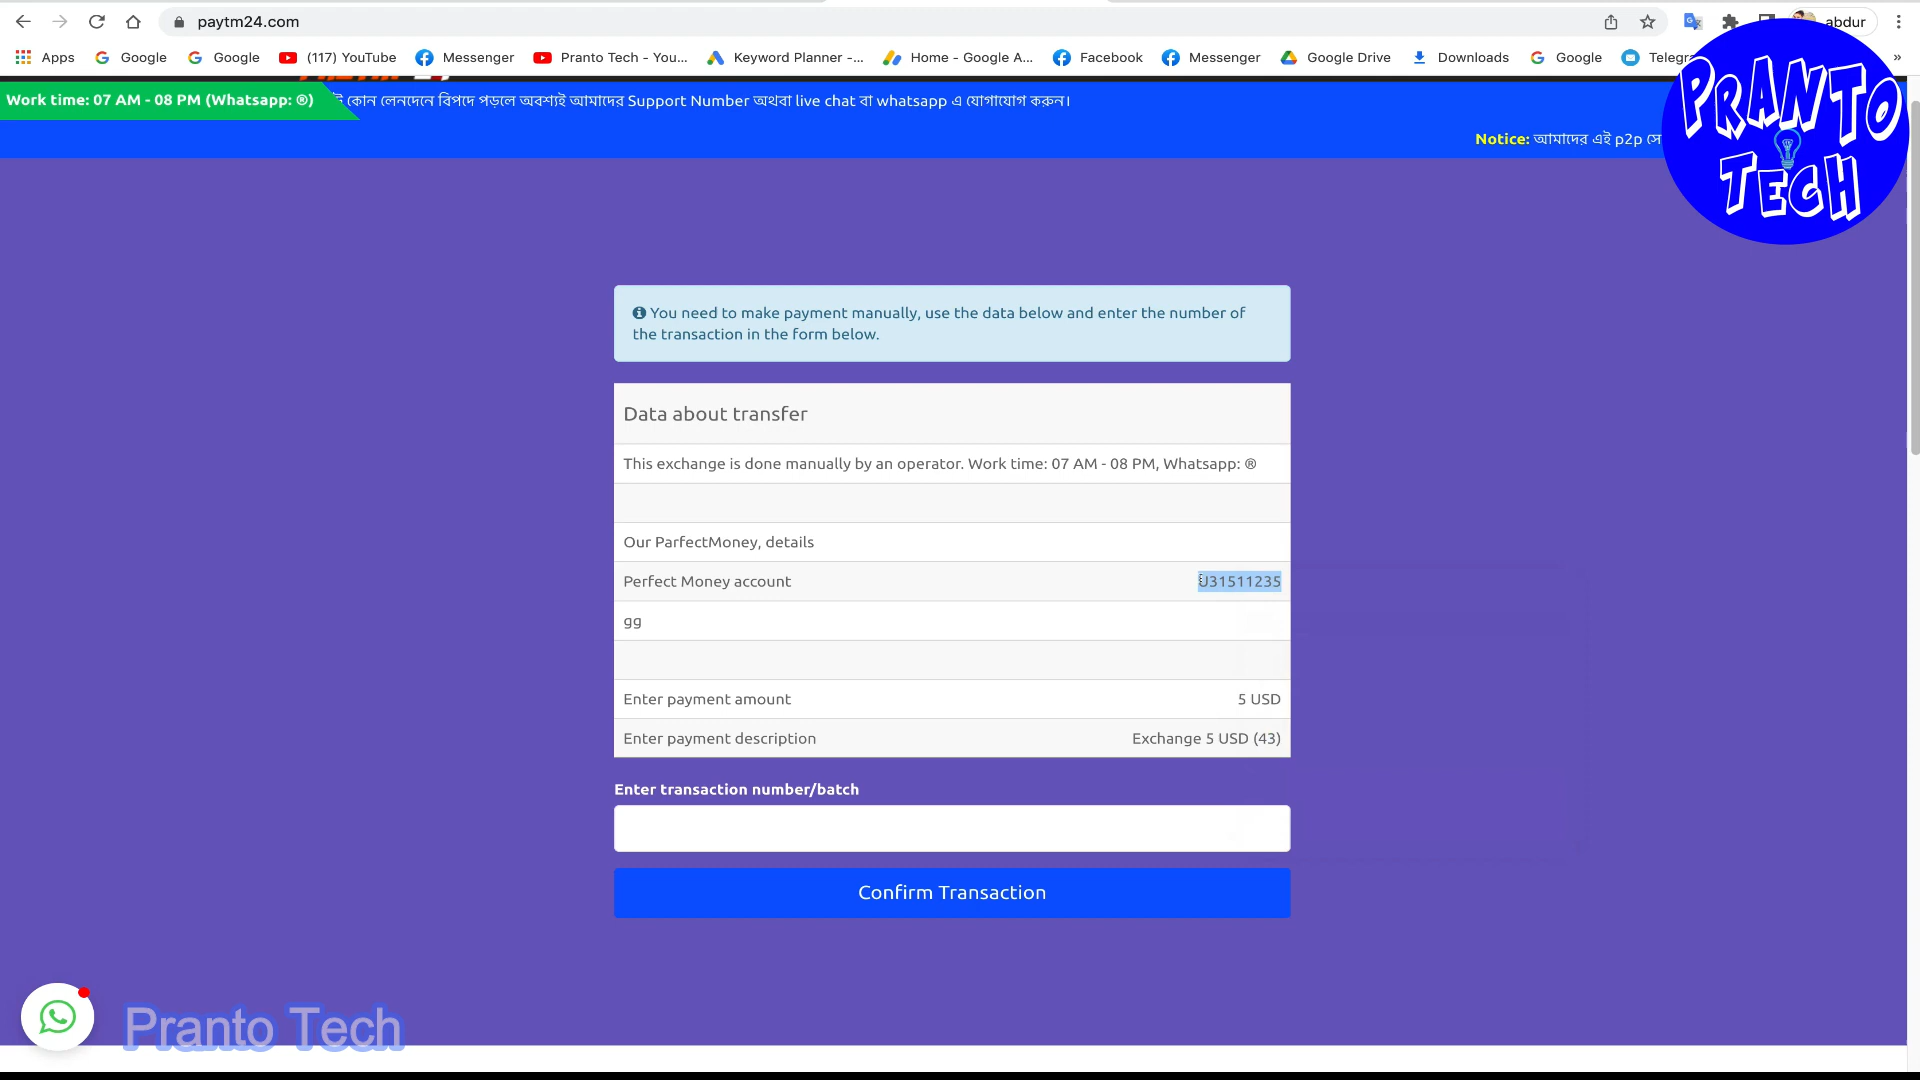 paytm24.com
abdur
Apps
Google
Google
(117) YouTube
Messenger
Pranto Tech - You...
Keyword Planner -...
Home - Google A...
Facebook
Messenger
Google Drive
Downloads
Google
Telegr
»
Work time: 07 AM - 08 PM (Whatsapp: ®)
কোন লেনদেনে বিপদে পড়লে অবশ্যই আমাদের Support Number অথবা live chat বা whatsapp এ যোগাযোগ করুন।
Notice: আমাদের এই p2p সে
PRANTO
TECH
You need to make payment manually, use the data below and enter the number of
the transaction in the form below.
Data about transfer
This exchange is done manually by an operator. Work time: 07 AM - 08 PM, Whatsapp: ®
Our ParfectMoney, details
Perfect Money account U31511235
gg
Enter payment amount 5 USD
Enter payment description Exchange 5 USD (43)
Enter transaction number/batch
Confirm Transaction
Pranto Tech